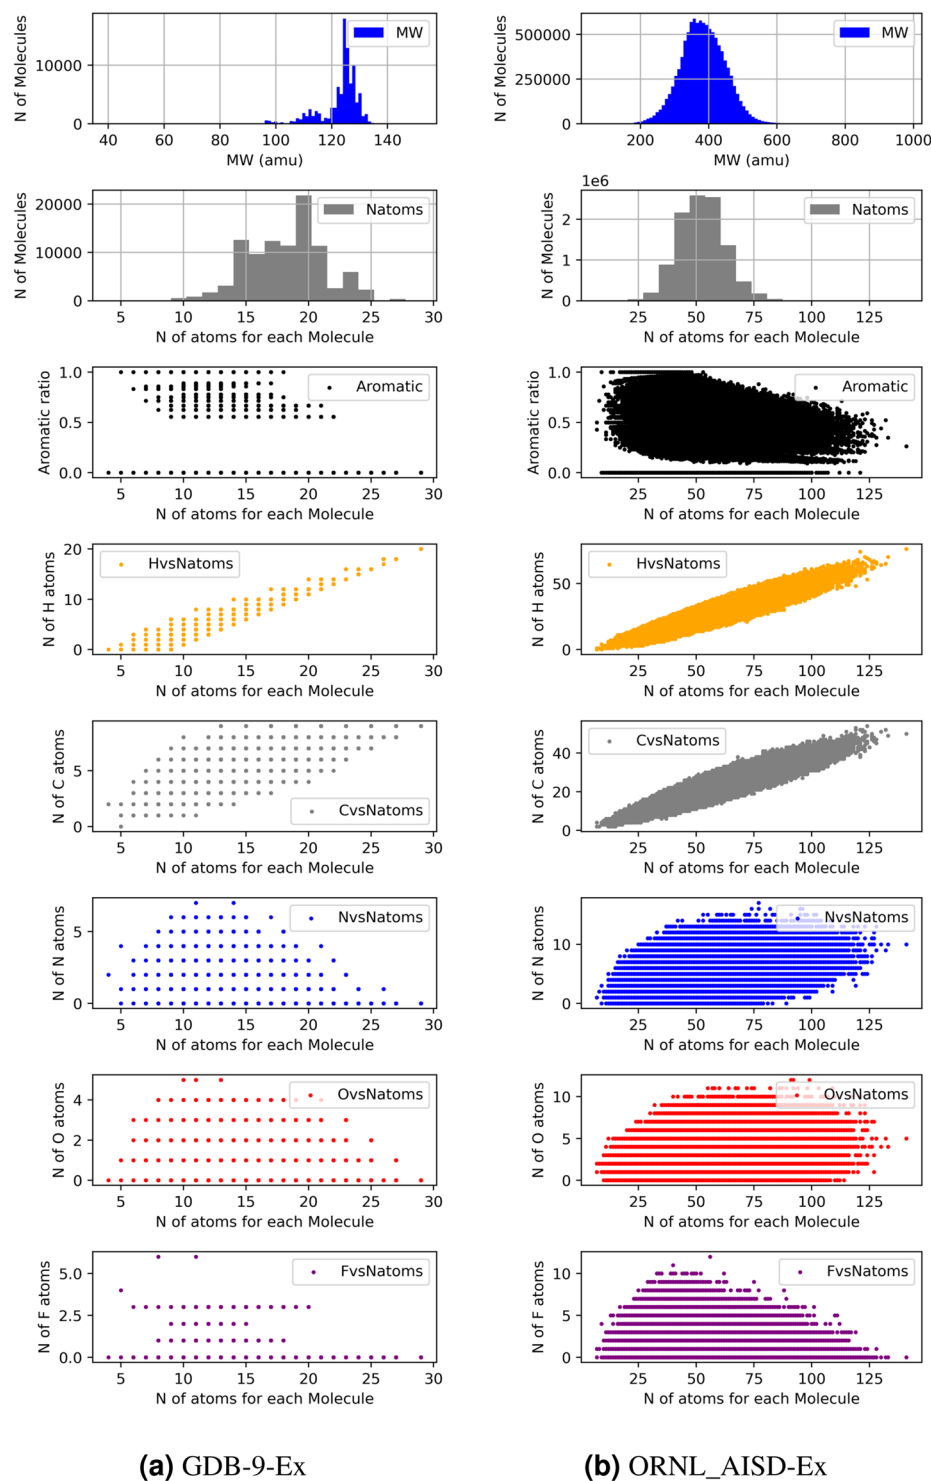 MW
N of Molecules
10000
0
40 60 80 100 120 140
MW (amu)
MW
N of Molecules
500000
250000
0
200 400 600 800 1000
MW (amu)
Natoms
N of Molecules
20000
10000
0
5 10 15 20 25 30
N of atoms for each Molecule
1e6
Natoms
N of Molecules
2
1
0
25 50 75 100 125
N of atoms for each Molecule
Aromatic
Aromatic ratio
1.0
0.5
0.0
5 10 15 20 25 30
N of atoms for each Molecule
Aromatic
Aromatic ratio
1.0
0.5
0.0
25 50 75 100 125
N of atoms for each Molecule
HvsNatoms
N of H atoms
20
10
0
5 10 15 20 25 30
N of atoms for each Molecule
HvsNatoms
N of H atoms
50
0
25 50 75 100 125
N of atoms for each Molecule
CvsNatoms
N of C atoms
5
0
5 10 15 20 25 30
N of atoms for each Molecule
CvsNatoms
N of C atoms
40
20
0
25 50 75 100 125
N of atoms for each Molecule
NvsNatoms
N of N atoms
5
0
5 10 15 20 25 30
N of atoms for each Molecule
NvsNatoms
N of N atoms
10
0
25 50 75 100 125
N of atoms for each Molecule
OvsNatoms
N of O atoms
4
2
0
5 10 15 20 25 30
N of atoms for each Molecule
OvsNatoms
N of O atoms
10
5
0
25 50 75 100 125
N of atoms for each Molecule
FvsNatoms
N of F atoms
5.0
2.5
0.0
5 10 15 20 25 30
N of atoms for each Molecule
FvsNatoms
N of F atoms
10
5
0
25 50 75 100 125
N of atoms for each Molecule
(a) GDB-9-Ex
(b) ORNL_AISD-Ex